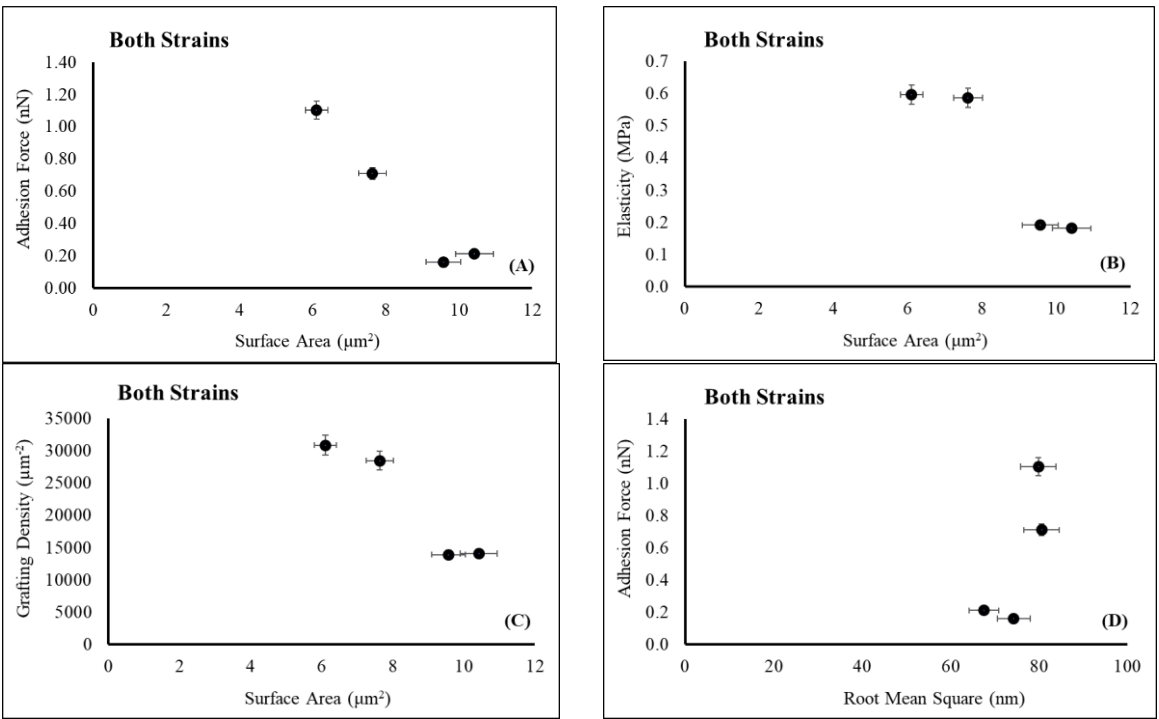 Both Strains
Adhesion Force (nN)
1.40
1.20
1.00
0.80
0.60
0.40
0.20
0.00
0 2 4 6 8 10 12
Surface Area (μm²)
(A)
Both Strains
Elasticity (MPa)
0.7
0.6
0.5
0.4
0.3
0.2
0.1
0.0
0 2 4 6 8 10 12
Surface Area (μm²)
(B)
Both Strains
Grafting Density (μm⁻²)
35000
30000
25000
20000
15000
10000
5000
0
0 2 4 6 8 10 12
Surface Area (μm²)
(C)
Both Strains
Adhesion Force (nN)
1.4
1.2
1.0
0.8
0.6
0.4
0.2
0.0
0 20 40 60 80 100
Root Mean Square (nm)
(D)